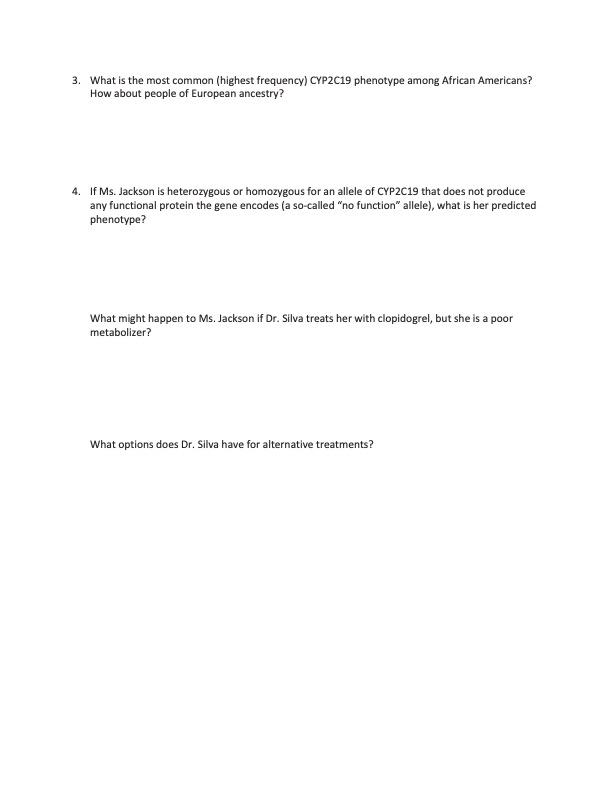 3. What is the most common (highest frequency) CYP2C19 phenotype among African Americans?
How about people of European ancestry?
4. If Ms. Jackson is heterozygous or homozygous for an allele of CYP2C19 that does not produce
any functional protein the gene encodes (a so-called “no function” allele), what is her predicted
phenotype?
What might happen to Ms. Jackson if Dr. Silva treats her with clopidogrel, but she is a poor
metabolizer?
What options does Dr. Silva have for alternative treatments?